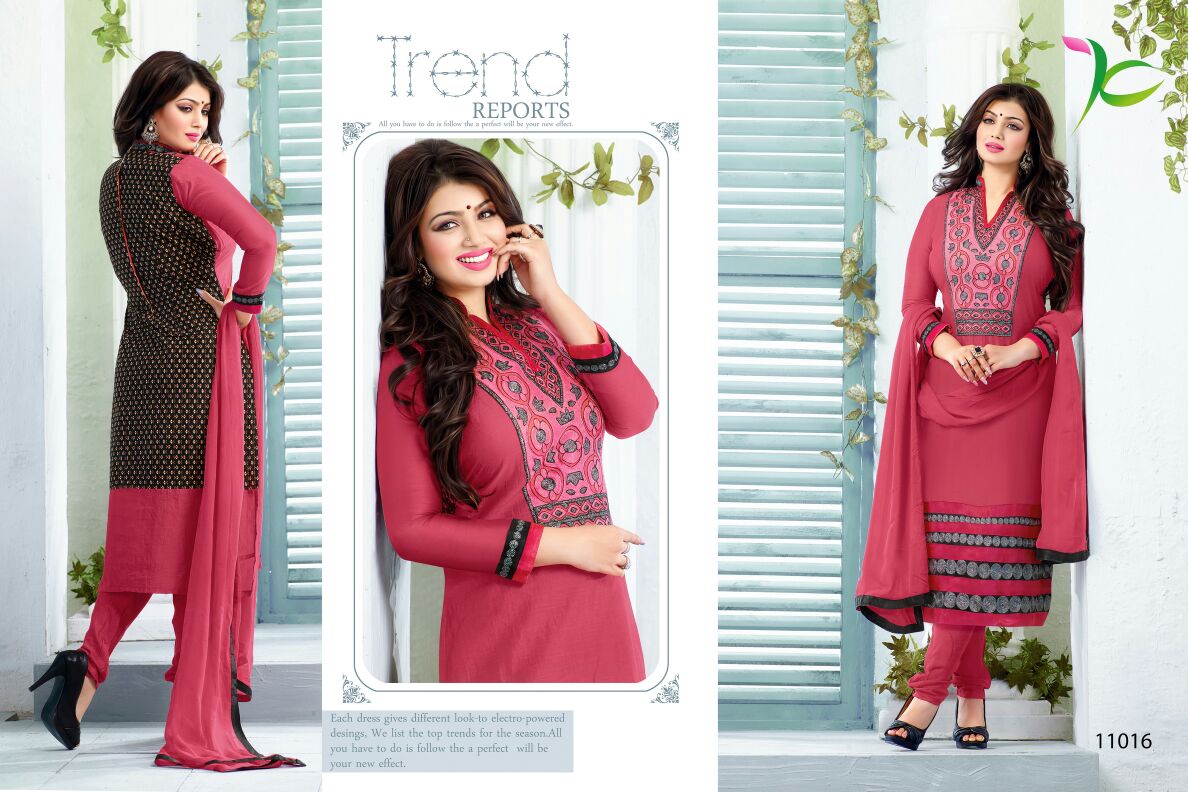 Trend
REPORTS
All you have to do is follow the a perfect will be your new effect.
Each dress gives different look-to electro-powered
desings, We list the top trends for the season.All
you have to do is follow the a perfect will be
your new effect.
11016